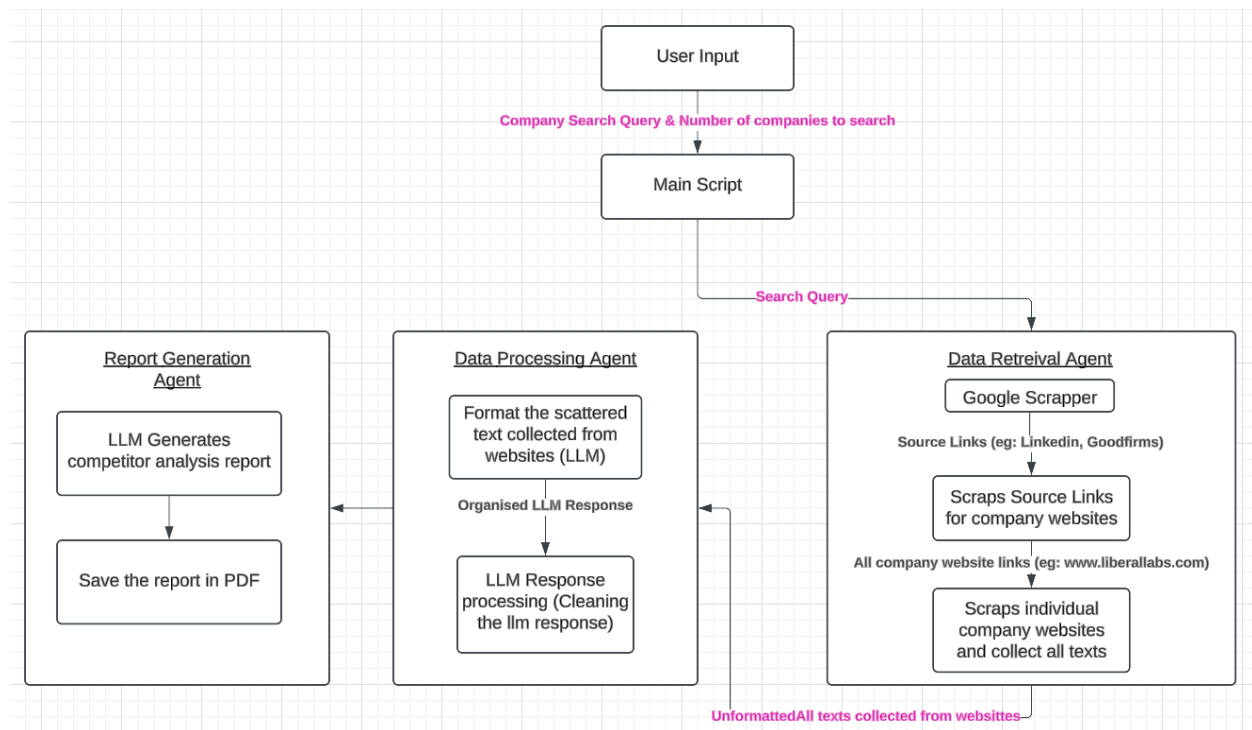 User Input
Company Search Query & Number of companies to search
Main Script
Search Query
Report Generation
Agent
LLM Generates
competitor analysis report
Save the report in PDF
Data Processing Agent
Format the scattered
text collected from
websites (LLM)
Organised LLM Response
LLM Response
processing (Cleaning
the llm response)
Data Retreival Agent
Google Scrapper
Source Links (eg: Linkedin, Goodfirms)
Scraps Source Links
for company websites
All company website links (eg: www.liberallabs.com)
Scraps individual
company websites
and collect all texts
UnformattedAll texts collected from websittes